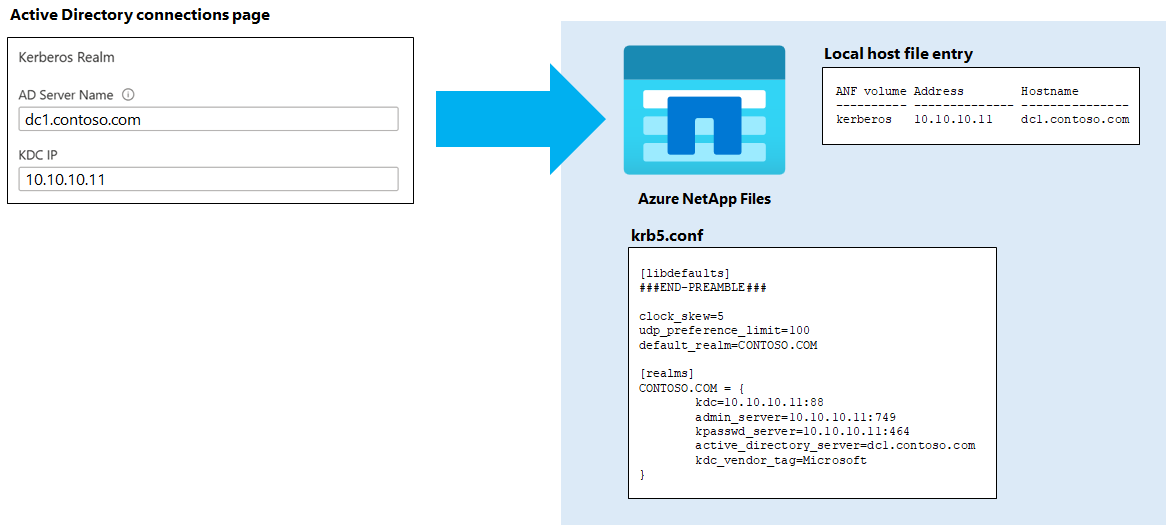 Active Directory connections page
Kerberos Realm
AD Server Name
dc1.contoso.com
KDC IP
10.10.10.11
Azure NetApp Files
Local host file entry
ANF volume Address Hostname
---------- -------------- ---------------
kerberos 10.10.10.11 dc1.contoso.com
krb5.conf
[libdefaults]
###END-PREAMBLE###
clock_skew=5
udp_preference_limit=100
default_realm=CONTOSO.COM
[realms]
CONTOSO.COM = {
kdc=10.10.10.11:88
admin_server=10.10.10.11:749
kpasswd_server=10.10.10.11:464
active_directory_server=dc1.contoso.com
kdc_vendor_tag=Microsoft
}